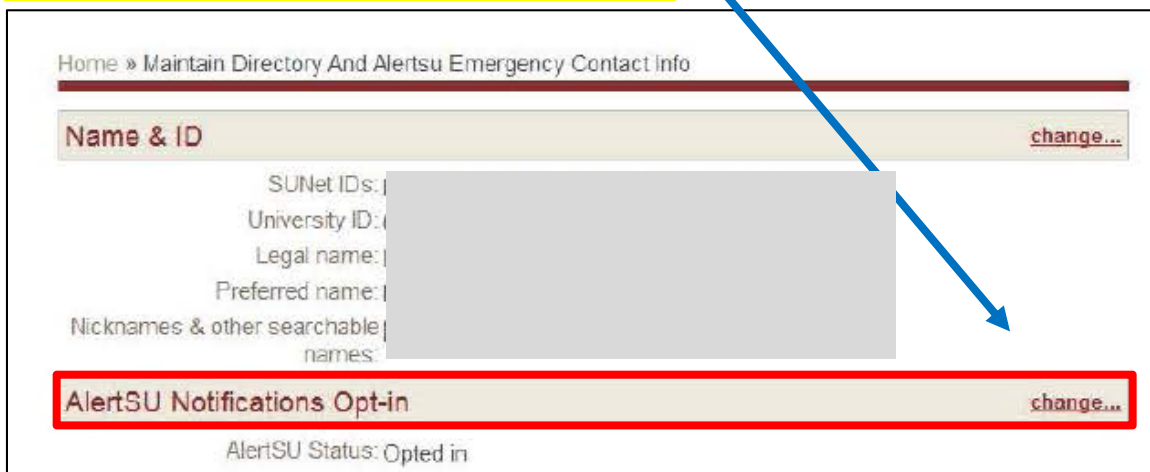 Home » Maintain Directory And Alertsu Emergency Contact Info
Name & ID change...
SUNet IDs:
University ID:
Legal name:
Preferred name:
Nicknames & other searchable
names:
AlertSU Notifications Opt-in change...
AlertSU Status: Opted in